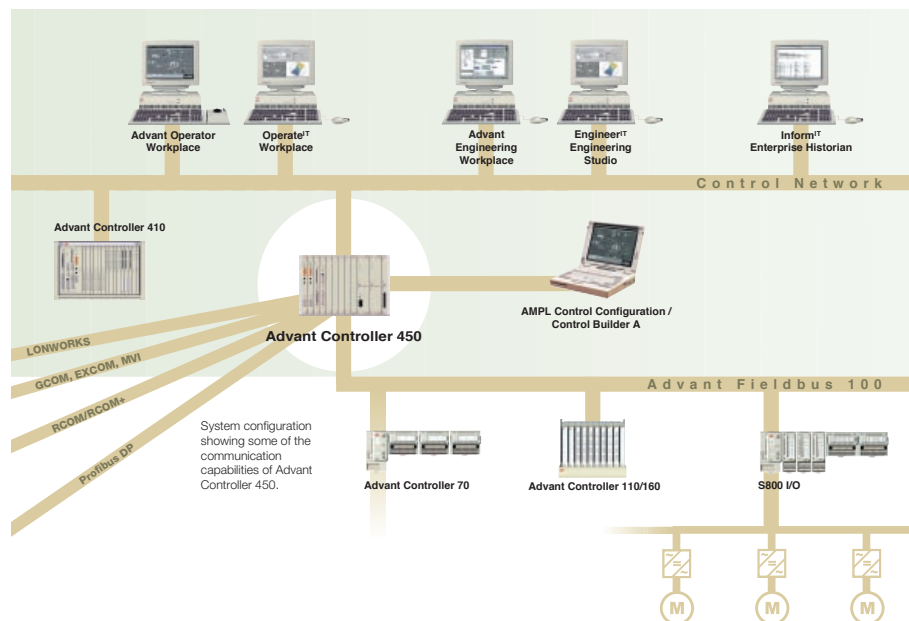 Advant Operator
Workplace
Operate^IT
Workplace
Advant
Engineering
Workplace
Engineer^IT
Engineering
Studio
Inform^IT
Enterprise Historian
Control Network
Advant Controller 410
AMPL Control Configuration /
Control Builder A
Advant Controller 450
LONWORKS
GCOM, EXCOM, MVI
RCOM/RCOM+
Profibus DP
Advant Fieldbus 100
System configuration
showing some of the
communication
capabilities of Advant
Controller 450.
Advant Controller 70
Advant Controller 110/160
S800 I/O
M
M
M